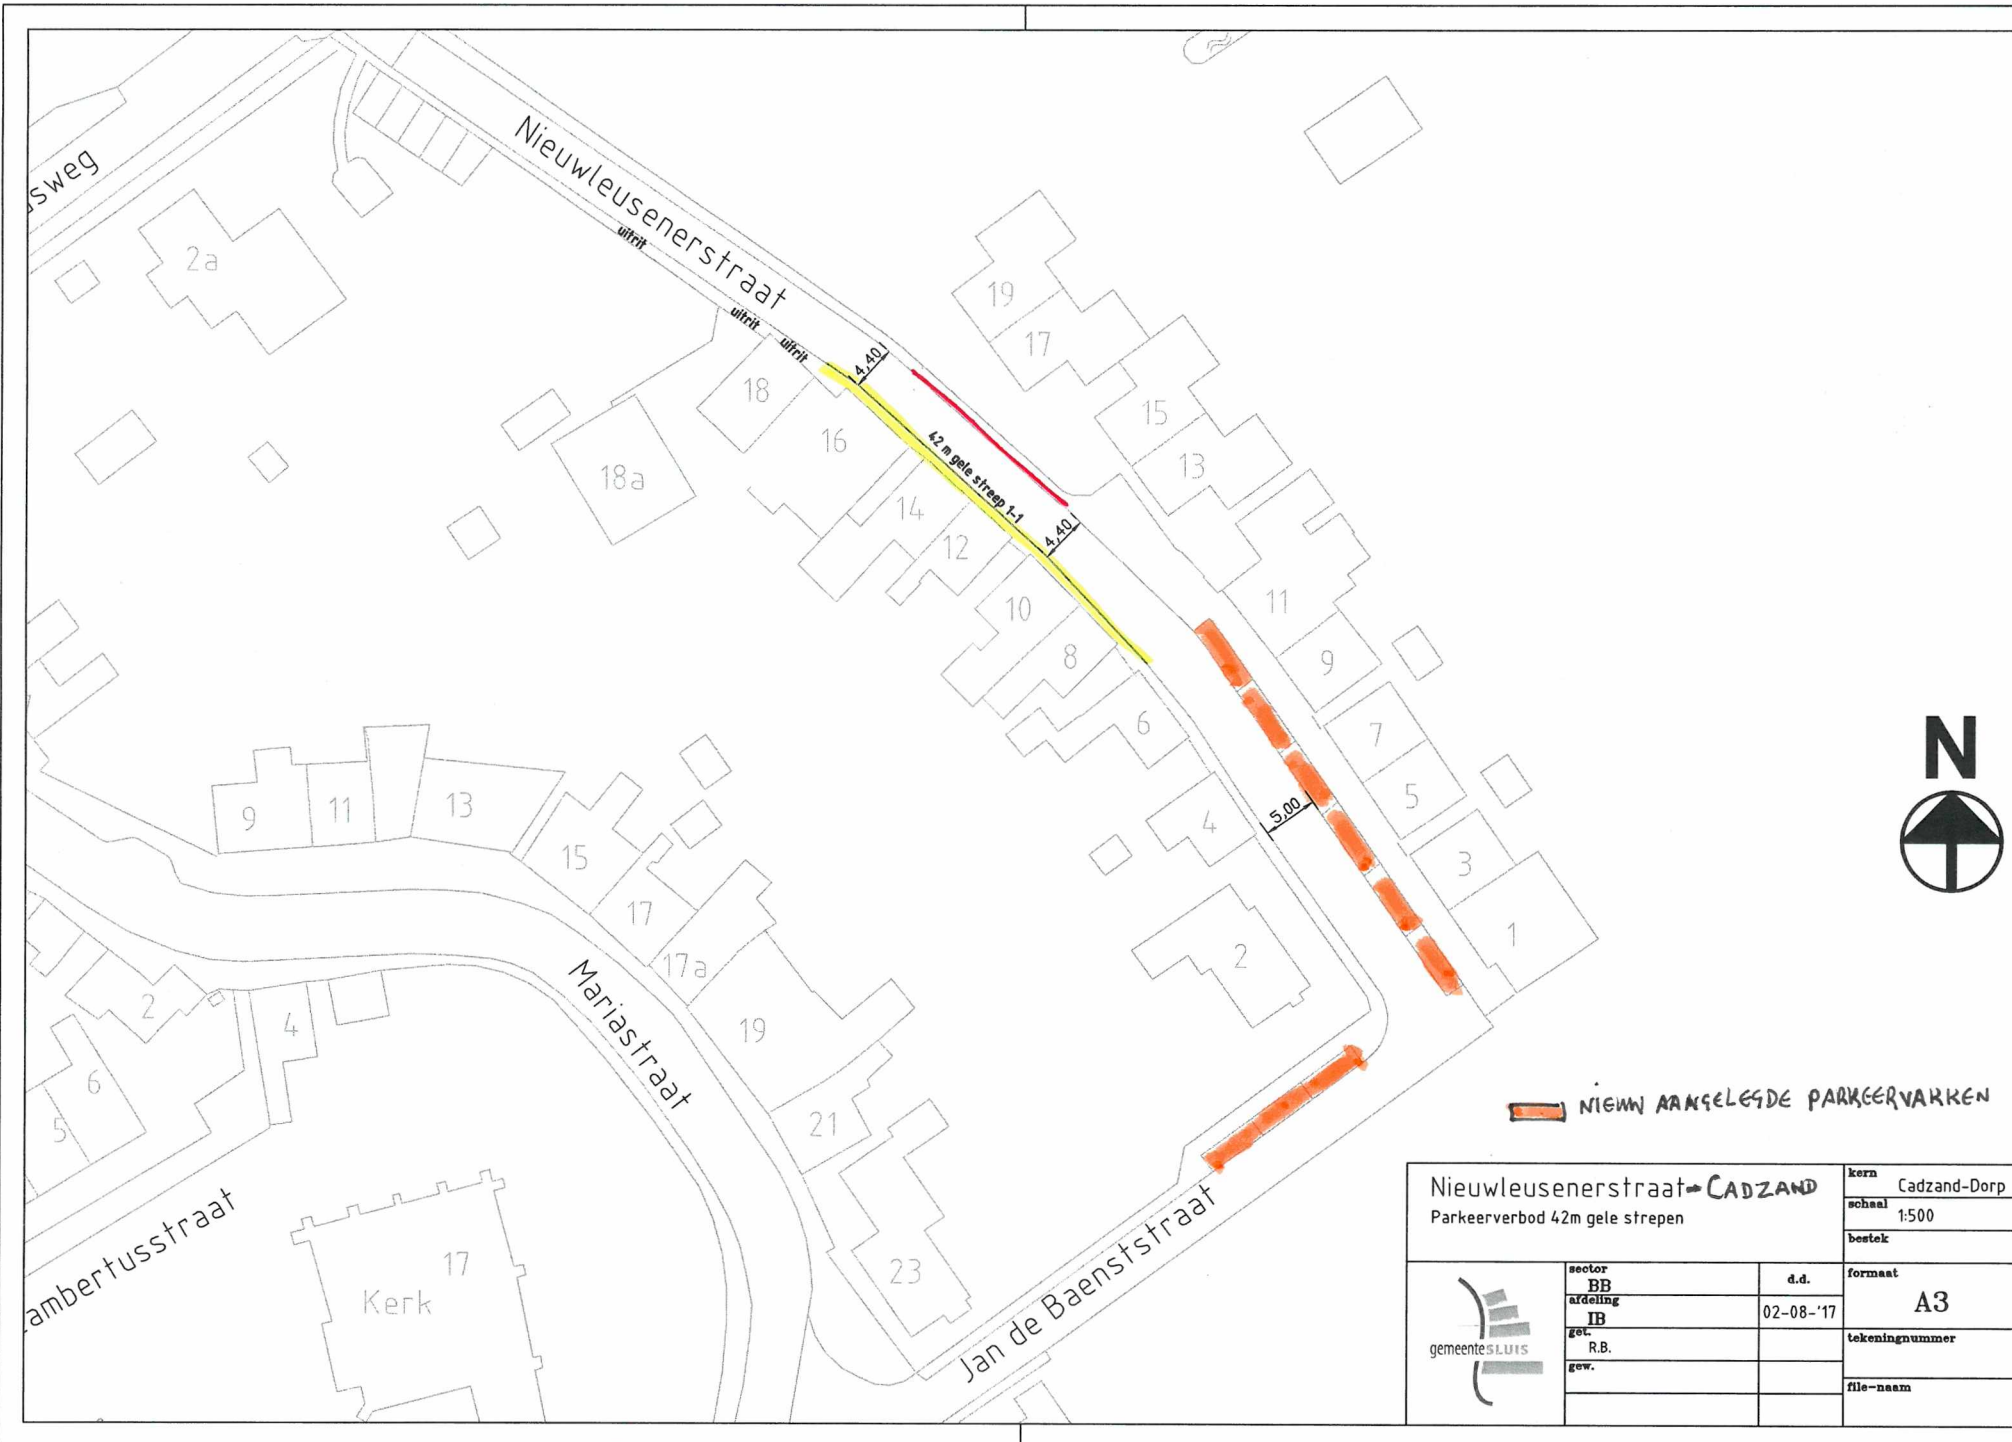 Nieuwleusenerstraat
sweg
uitrit
uitrit
uitrit
2a
19
17
4,40
18
15
16
13
18a
42 m gele streep 1-1
14
4,40
12
10
11
8
9
6
7
5
4
5,00
3
1
2
N
9
11
13
15
17
17a
19
21
23
Mariastraat
2
4
6
5
ambertusstraat
17
Kerk
Jan de Baenststraat
NIEUW AANGELEGDE PARKEERVAKKEN
Nieuwleusenerstraat CADZAND
Parkeerverbod 42m gele strepen
kern
Cadzand-Dorp
schaal
1:500
bestek
gemeente SLUIS
sector
BB
d.d.
afdeling
IB
02-08-'17
get.
R.B.
gew.
formaat
A3
tekeningnummer
file-naam